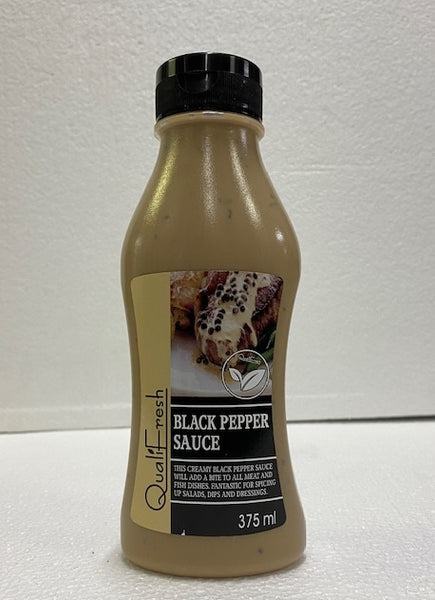 QualiFresh
QualiFresh
BLACK PEPPER
SAUCE
THIS CREAMY BLACK PEPPER SAUCE
WILL ADD A BITE TO ALL MEAT AND
FISH DISHES. FANTASTIC FOR SPICING
UP SALADS, DIPS AND DRESSINGS.
375 ml